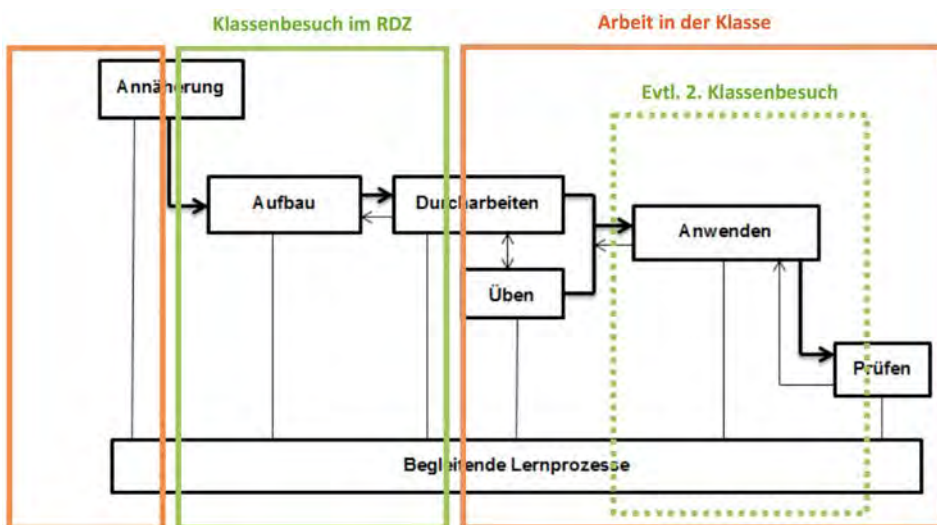 Klassenbesuch im RDZ
Arbeit in der Klasse
Annäherung
Evtl. 2. Klassenbesuch
Aufbau
Durcharbeiten
Anwenden
Üben
Prüfen
Begleitende Lernprozesse